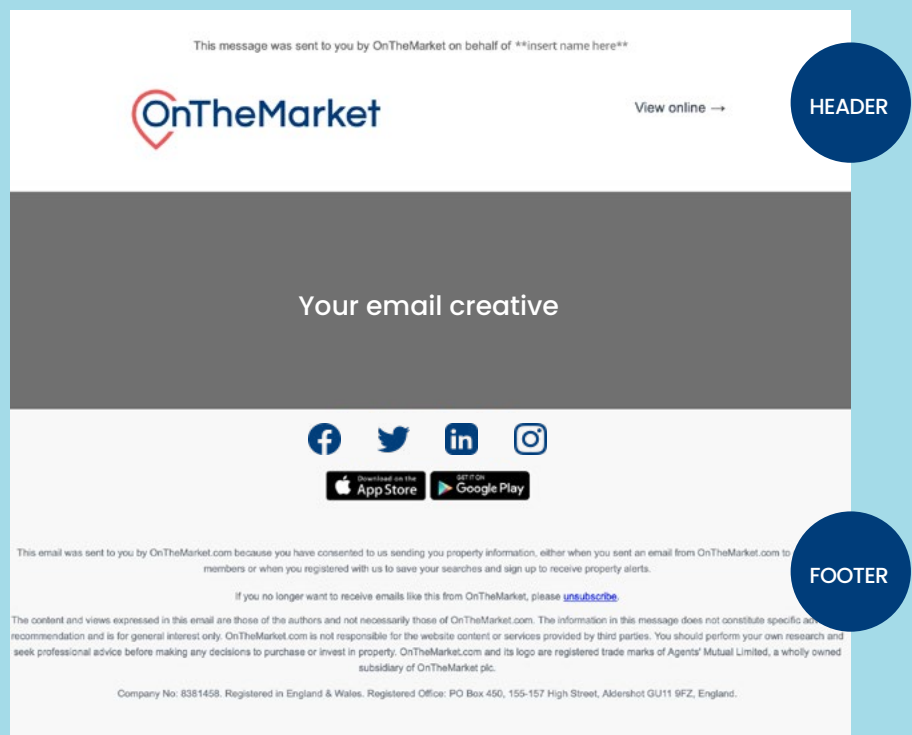 This message was sent to you by OnTheMarket on behalf of **insert name here**
OnTheMarket
View online →
HEADER
Your email creative
Download on the
App Store
GET IT ON
Google Play
This email was sent to you by OnTheMarket.com because you have consented to us sending you property information, either when you sent an email from OnTheMarket.com to
members or when you registered with us to save your searches and sign up to receive property alerts.
FOOTER
If you no longer want to receive emails like this from OnTheMarket, please unsubscribe.
The content and views expressed in this email are those of the authors and not necessarily those of OnTheMarket.com. The information in this message does not constitute specific
recommendation and is for general interest only. OnTheMarket.com is not responsible for the website content or services provided by third parties. You should perform your own research and
seek professional advice before making any decisions to purchase or invest in property. OnTheMarket.com and its logo are registered trade marks of Agents' Mutual Limited, a wholly owned
subsidiary of OnTheMarket plc.
Company No: 8381458. Registered in England & Wales. Registered Office: PO Box 450, 155-157 High Street, Aldershot GU11 9FZ, England.